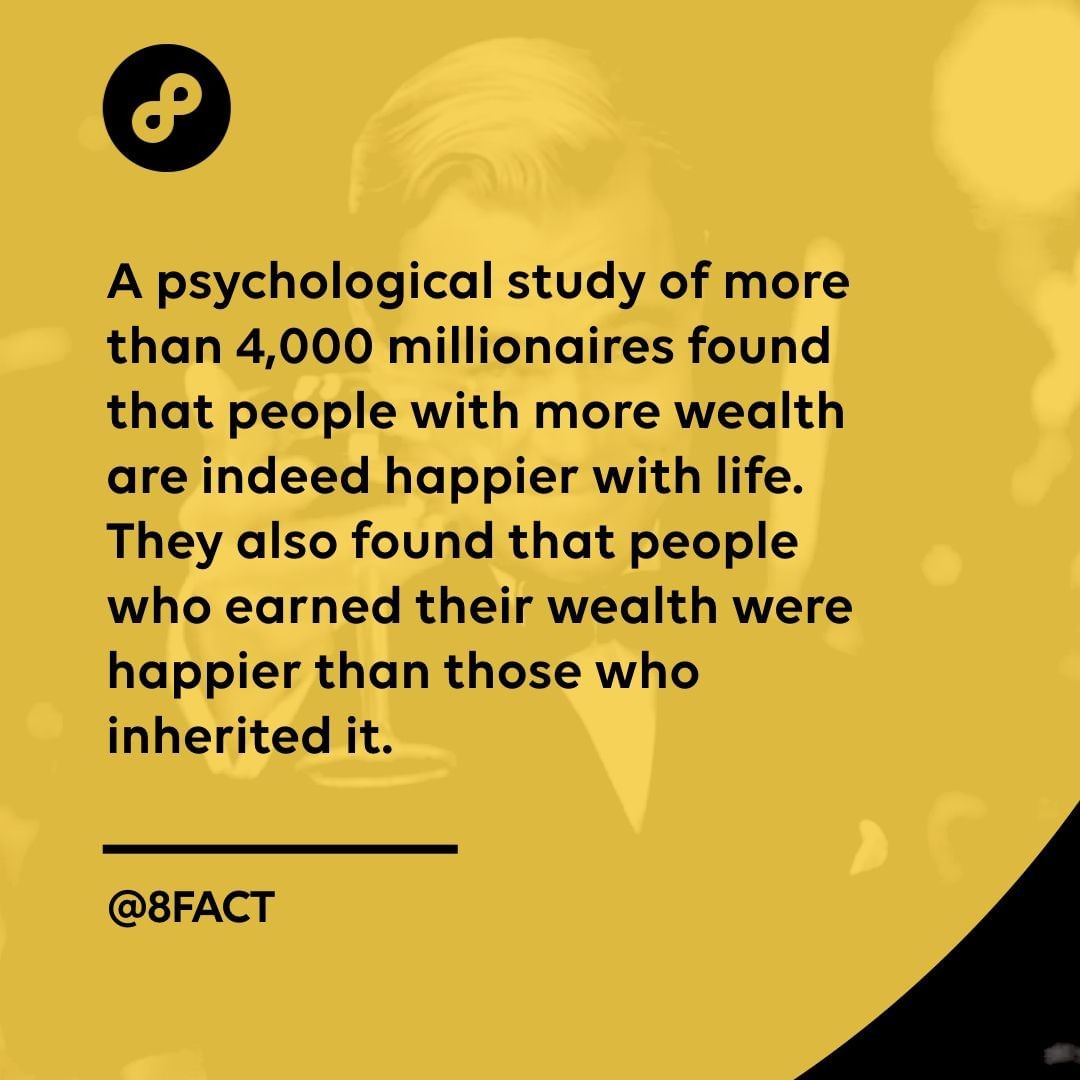 A psychological study of more
than 4,000 millionaires found
that people with more wealth
are indeed happier with life.
They also found that people
who earned their wealth were
happier than those who
inherited it.
@8FACT